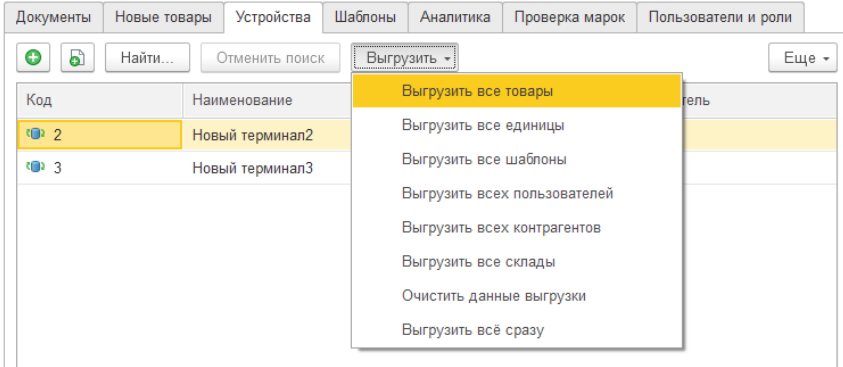 Документы Новые товары Устройства Шаблоны Аналитика Проверка марок Пользователи и роли
Найти... Отменить поиск Выгрузить Еще
Код Наименование
Выгрузить все товары
2 Новый терминал2
Выгрузить все единицы
Выгрузить все шаблоны
3 Новый терминал3
Выгрузить всех пользователей
Выгрузить всех контрагентов
Выгрузить все склады
Очистить данные выгрузки
Выгрузить всё сразу